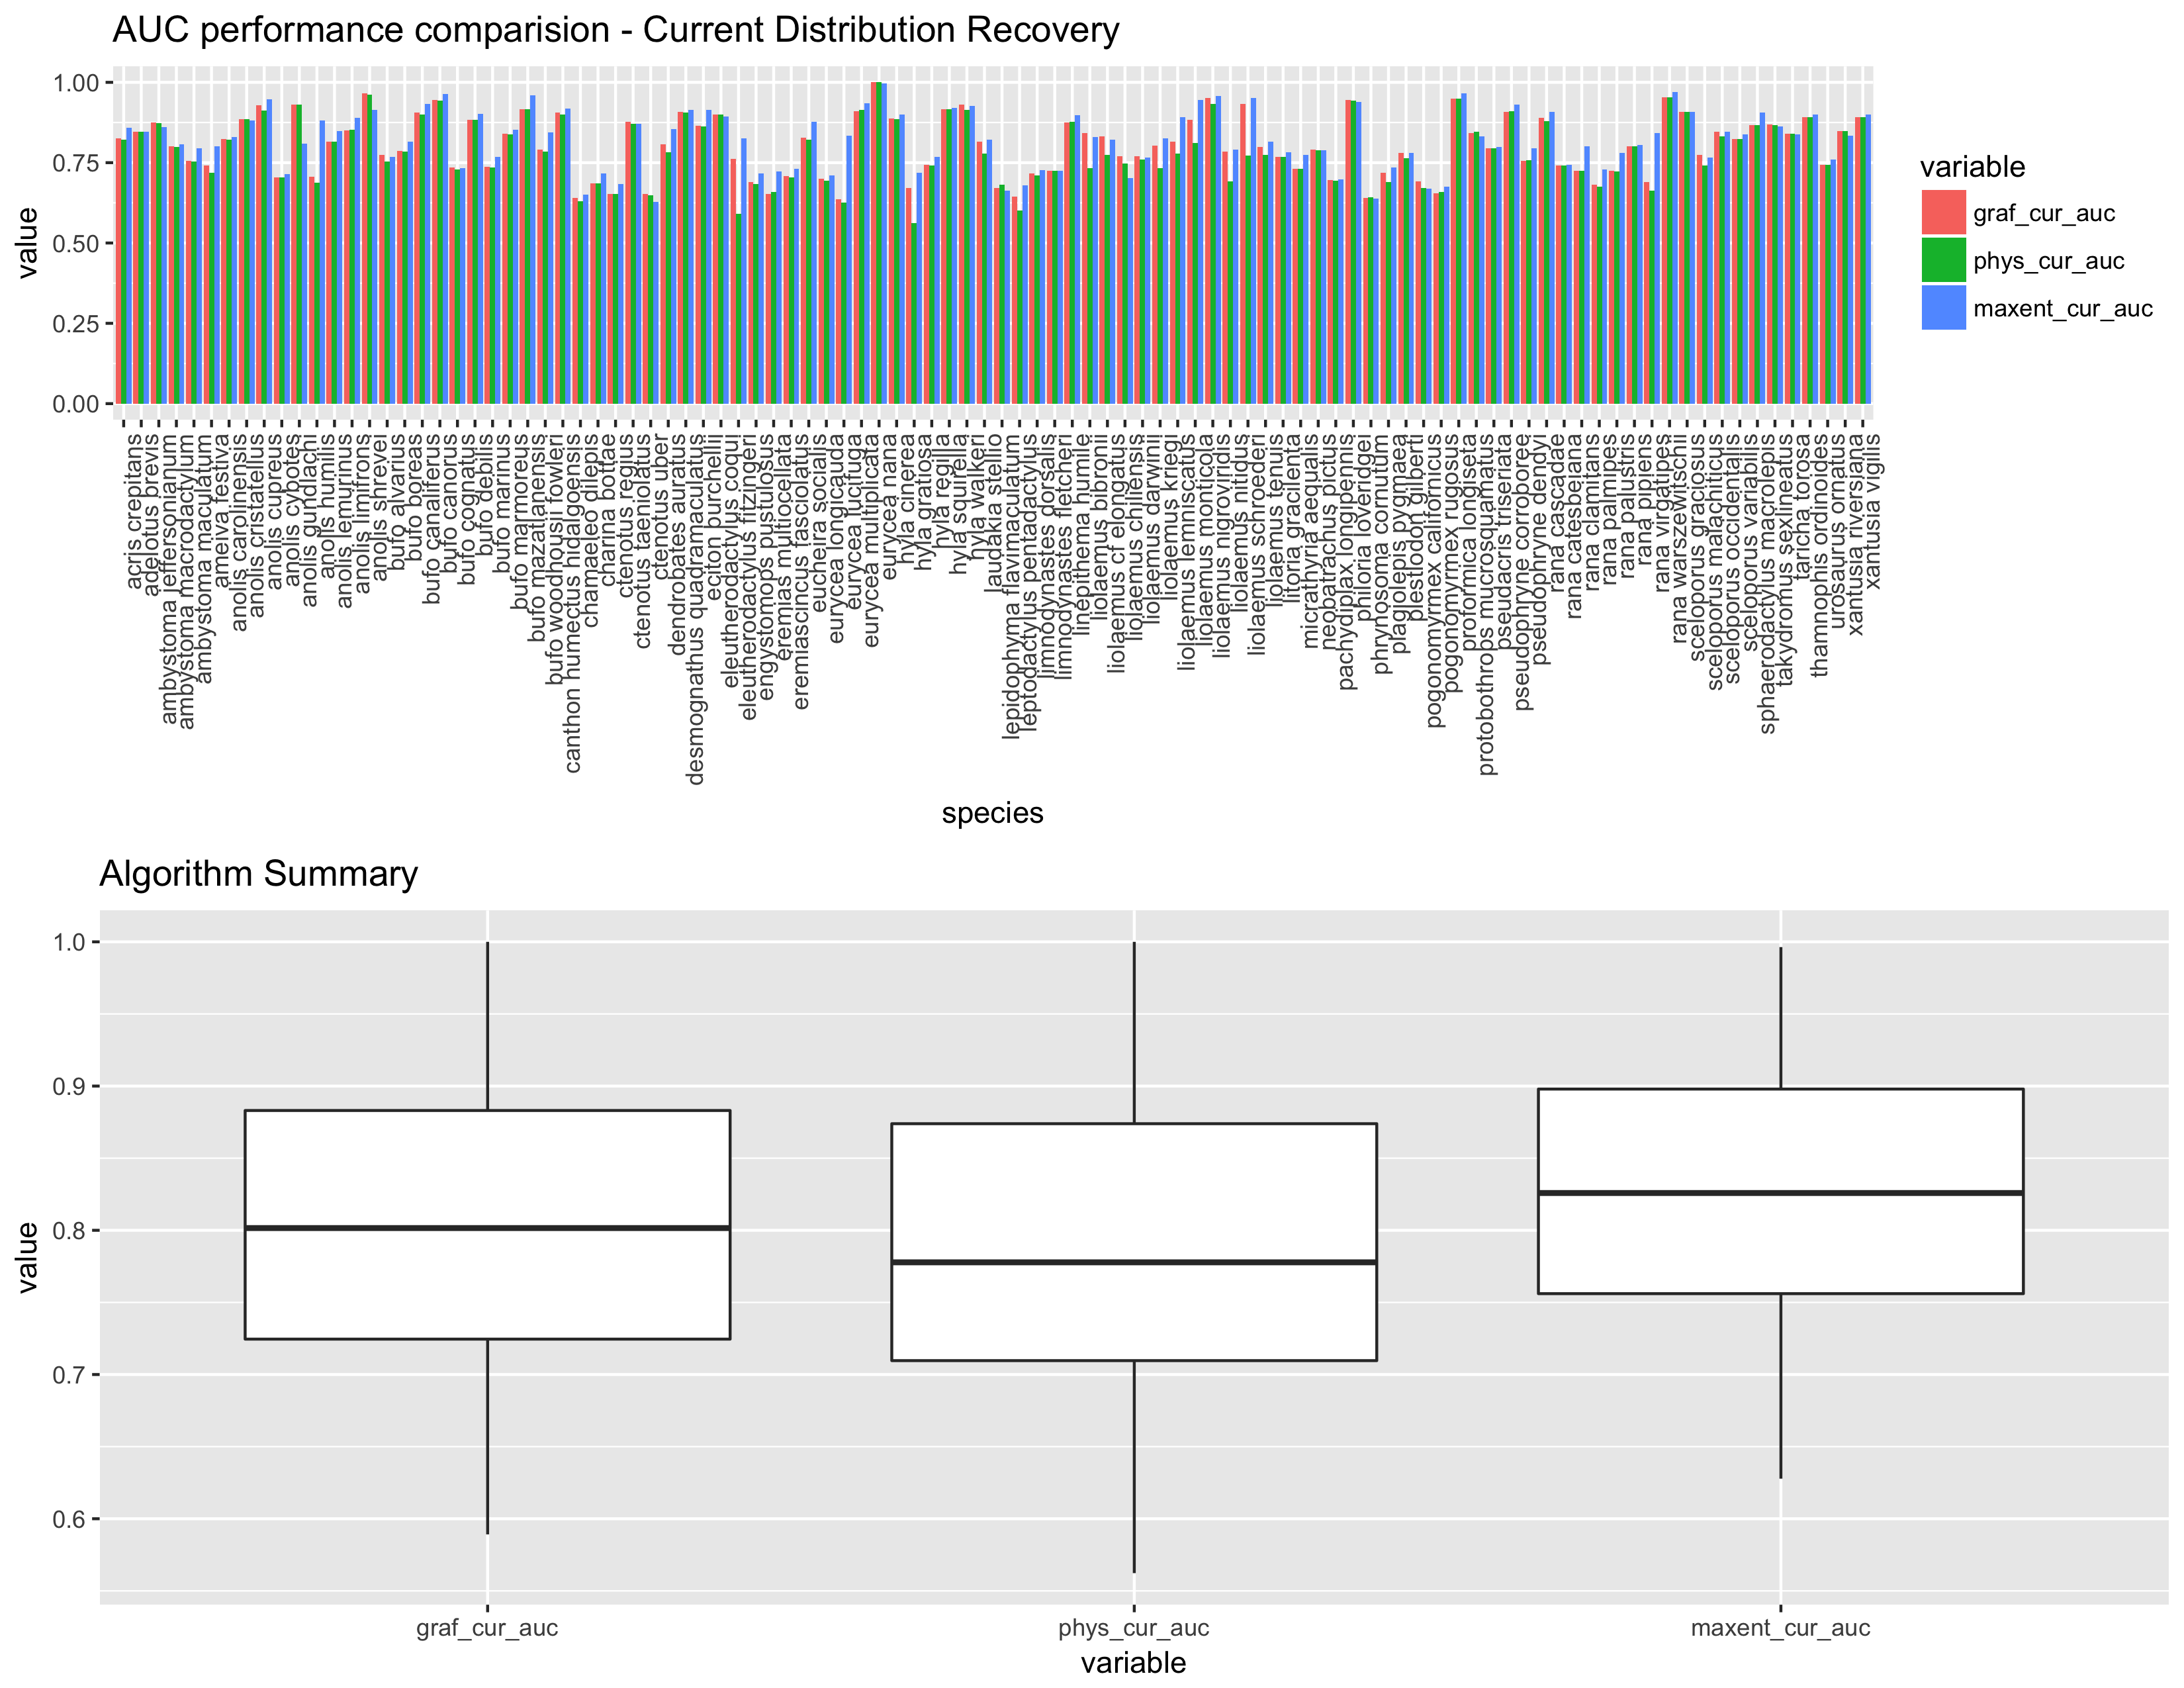 AUC performance comparision - Current Distribution Recovery
value
1.00
0.75
0.50
0.25
0.00
variable
graf_cur_auc
phys_cur_auc
maxent_cur_auc
acris crepitans
adelotus brevis
ambystoma jeffersonianum
ambystoma macrodactylum
ambystoma maculatum
ameiva festiva
anolis carolinensis
anolis cristatellus
anolis cupreus
anolis cybotes
anolis gundlachi
anolis humilis
anolis lemurinus
anolis limifrons
anolis shrevei
bufo alvarius
bufo boreas
bufo canaliferus
bufo canorus
bufo cognatus
bufo debilis
bufo marinus
bufo marmoreus
bufo mazatlanensis
bufo woodhousii fowleri
canthon humectus hidalgoensis
chamaeleo dilepis
charina bottae
ctenotus regius
ctenotus taeniolatus
ctenotus uber
dendrobates auratus
desmognathus quadramaculatus
eciton burchellii
eleutherodactylus coqui
eleutherodactylus fitzingeri
engystomops pustulosus
eremias multiocellata
eremiascincus fasciolatus
eucheira socialis
eurycea longicauda
eurycea lucifuga
eurycea multiplicata
eurycea nana
hyla cinerea
hyla gratiosa
hyla regilla
hyla squirella
hyla walkeri
laudakia stellio
lepidophyma flavimaculatum
leptodactylus pentadactylus
limnodynastes dorsalis
limnodynastes fletcheri
linepithema humile
liolaemus bibronii
liolaemus cf elongatus
liolaemus chiliensis
liolaemus darwinii
liolaemus kriegi
liolaemus lemniscatus
liolaemus monticola
liolaemus nigroviridis
liolaemus nitidus
liolaemus schroederi
liolaemus tenuis
litoria gracilenta
micrathyria aequalis
neobatrachus pictus
pachydiplax longipennis
philoria loveridgei
phrynosoma cornutum
plagiolepis pygmaea
plestiodon gilberti
pogonomyrmex californicus
pogonomymex rugosus
proformica longiseta
protobothrops mucrosquamatus
pseudacris triseriata
pseudophryne corroboree
pseudophryne dendyi
rana cascadae
rana catesbeiana
rana clamitans
rana palmipes
rana palustris
rana pipiens
rana virgatipes
rana warszewitschii
sceloporus graciosus
sceloporus malachiticus
sceloporus occidentalis
sceloporus variabilis
sphaerodactylus macrolepis
takydromus sexlineatus
taricha torosa
thamnophis ordinoides
urosaurus ornatus
xantusia riversiana
xantusia vigilis
species
Algorithm Summary
value
1.0
0.9
0.8
0.7
0.6
graf_cur_auc
phys_cur_auc
maxent_cur_auc
variable